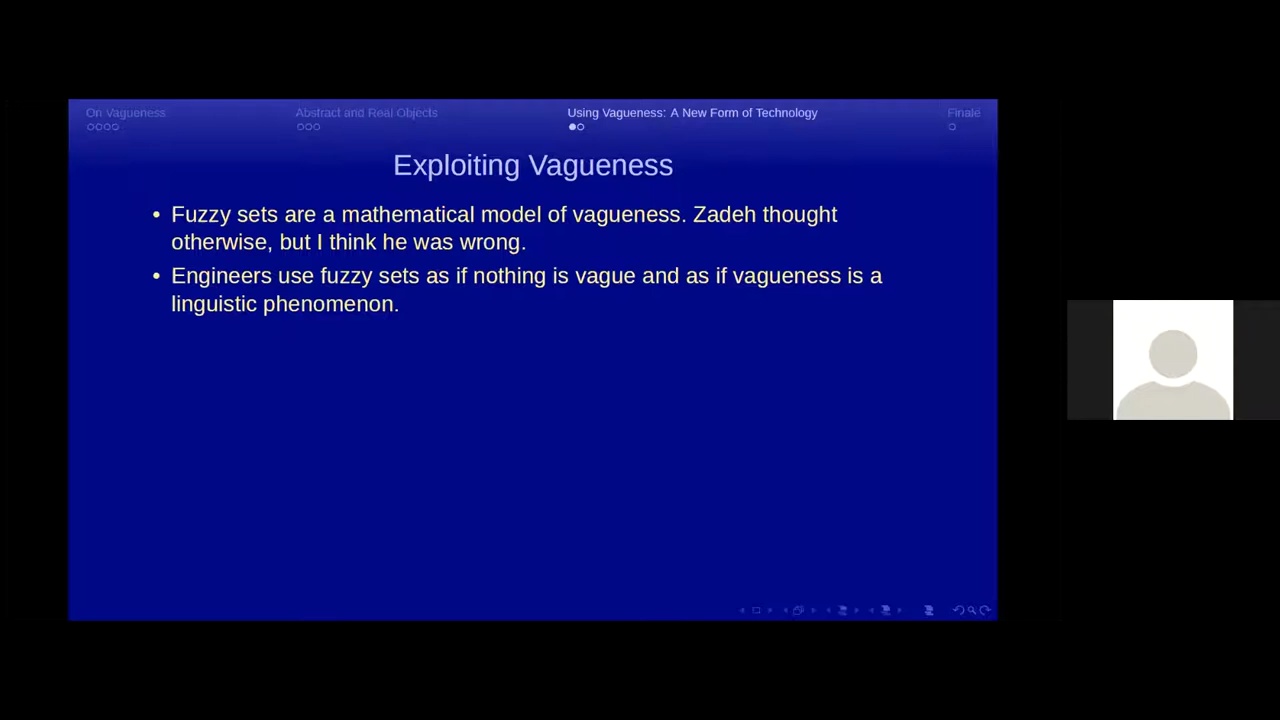 On Vagueness
Abstract and Real Objects
Using Vagueness: A New Form of Technology
Finale
Exploiting Vagueness
• Fuzzy sets are a mathematical model of vagueness. Zadeh thought
otherwise, but I think he was wrong.
• Engineers use fuzzy sets as if nothing is vague and as if vagueness is a
linguistic phenomenon.